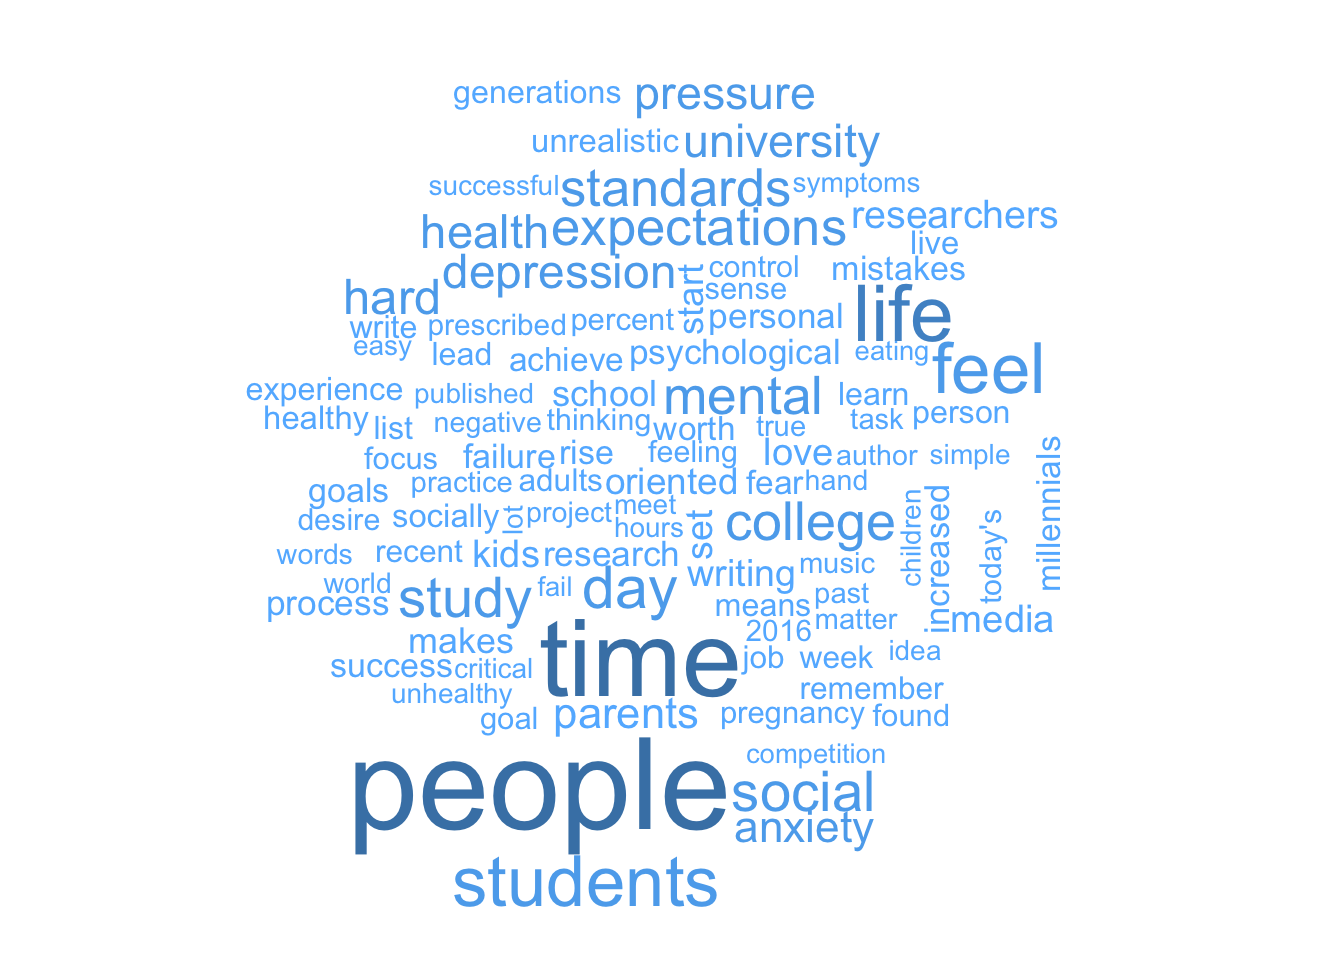 generations pressure
unrealistic university
successful standards symptoms
health expectations researchers
live
depression start control mistakes
hard sense life
write prescribed percent personal
easy lead achieve psychological eating feel
experience published school mental learn
healthy list negative thinking worth true task person
focus failure rise feeling love author simple millennials
goals practice adults oriented fear hand
desire socially lot project meet set college children increased today's
hours
words recent kids research writing music
world study fail day means past
process matter media
makes time 2016
success critical job week idea
unhealthy remember
goal parents pregnancy found
people competition
social
anxiety
students